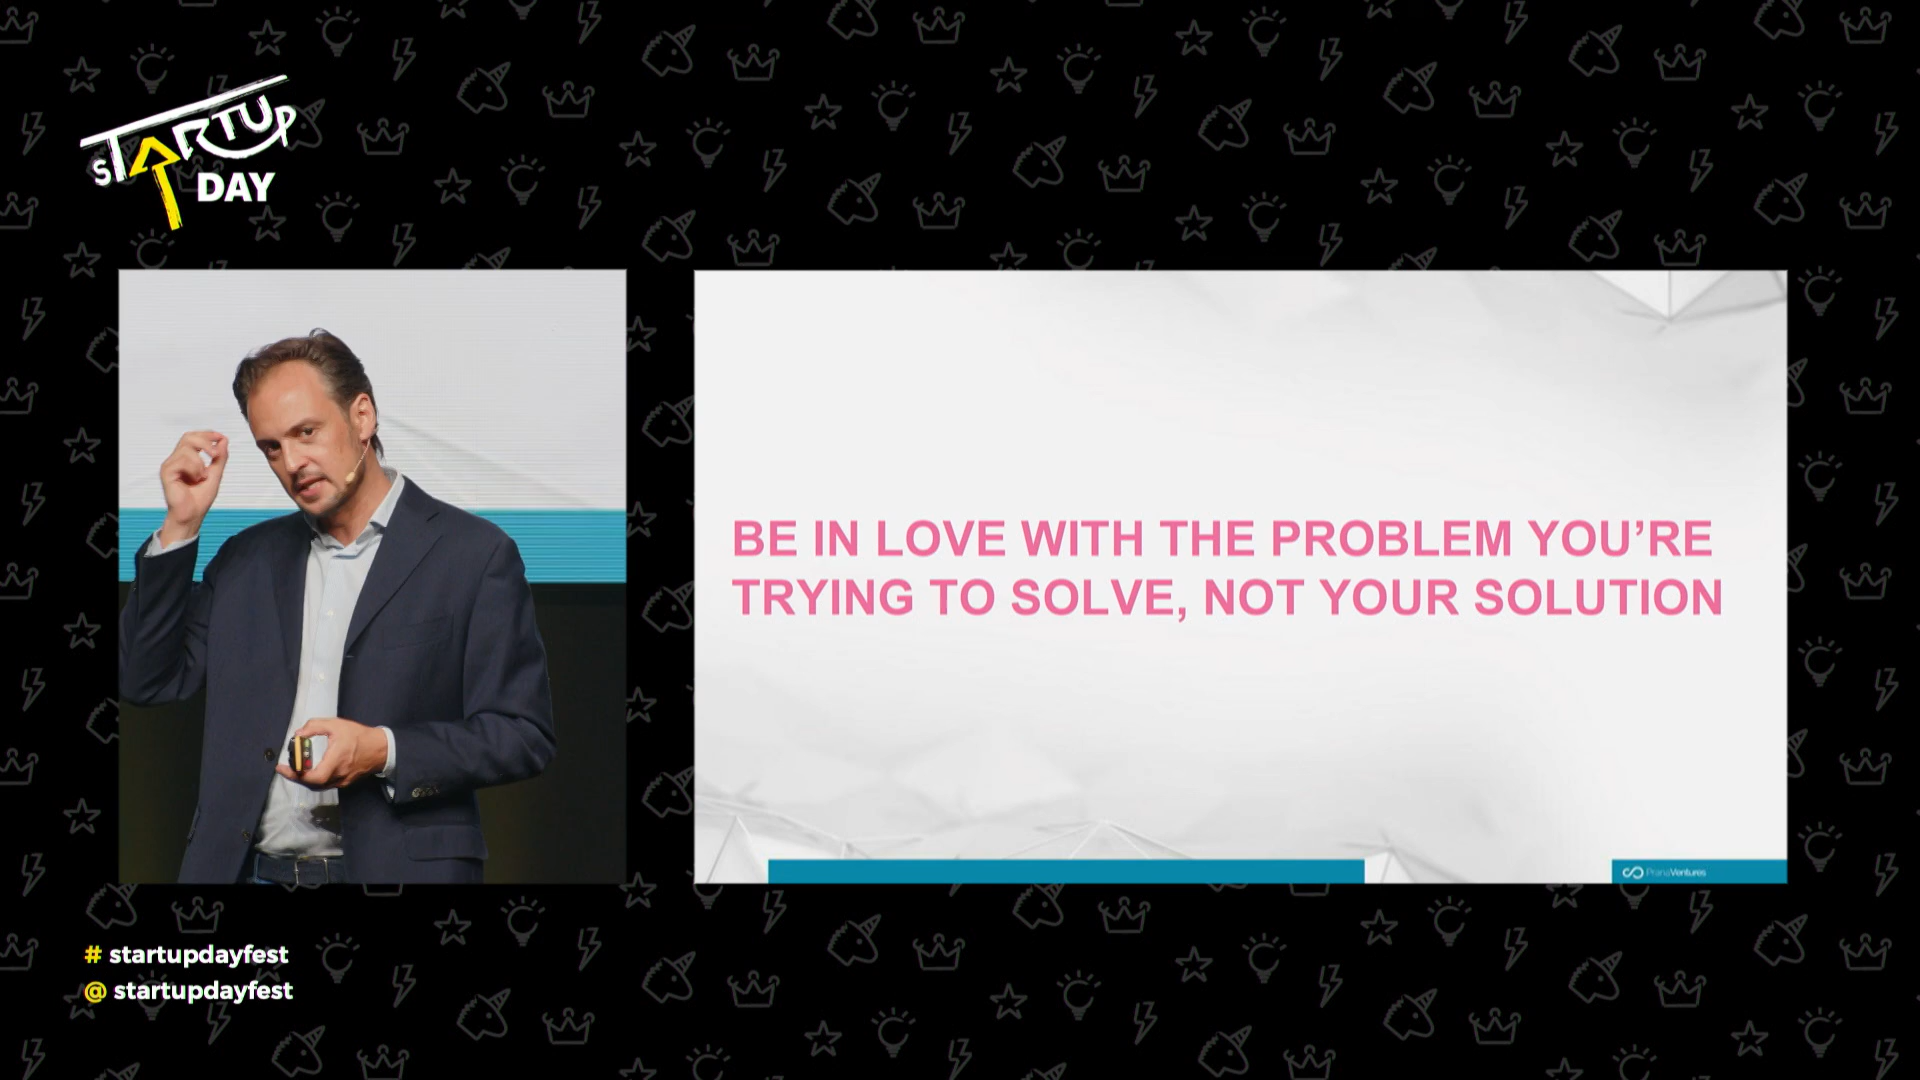 STARTUP
DAY
BE IN LOVE WITH THE PROBLEM YOU’RE
TRYING TO SOLVE, NOT YOUR SOLUTION
PranaVentures
# startupdayfest
@ startupdayfest